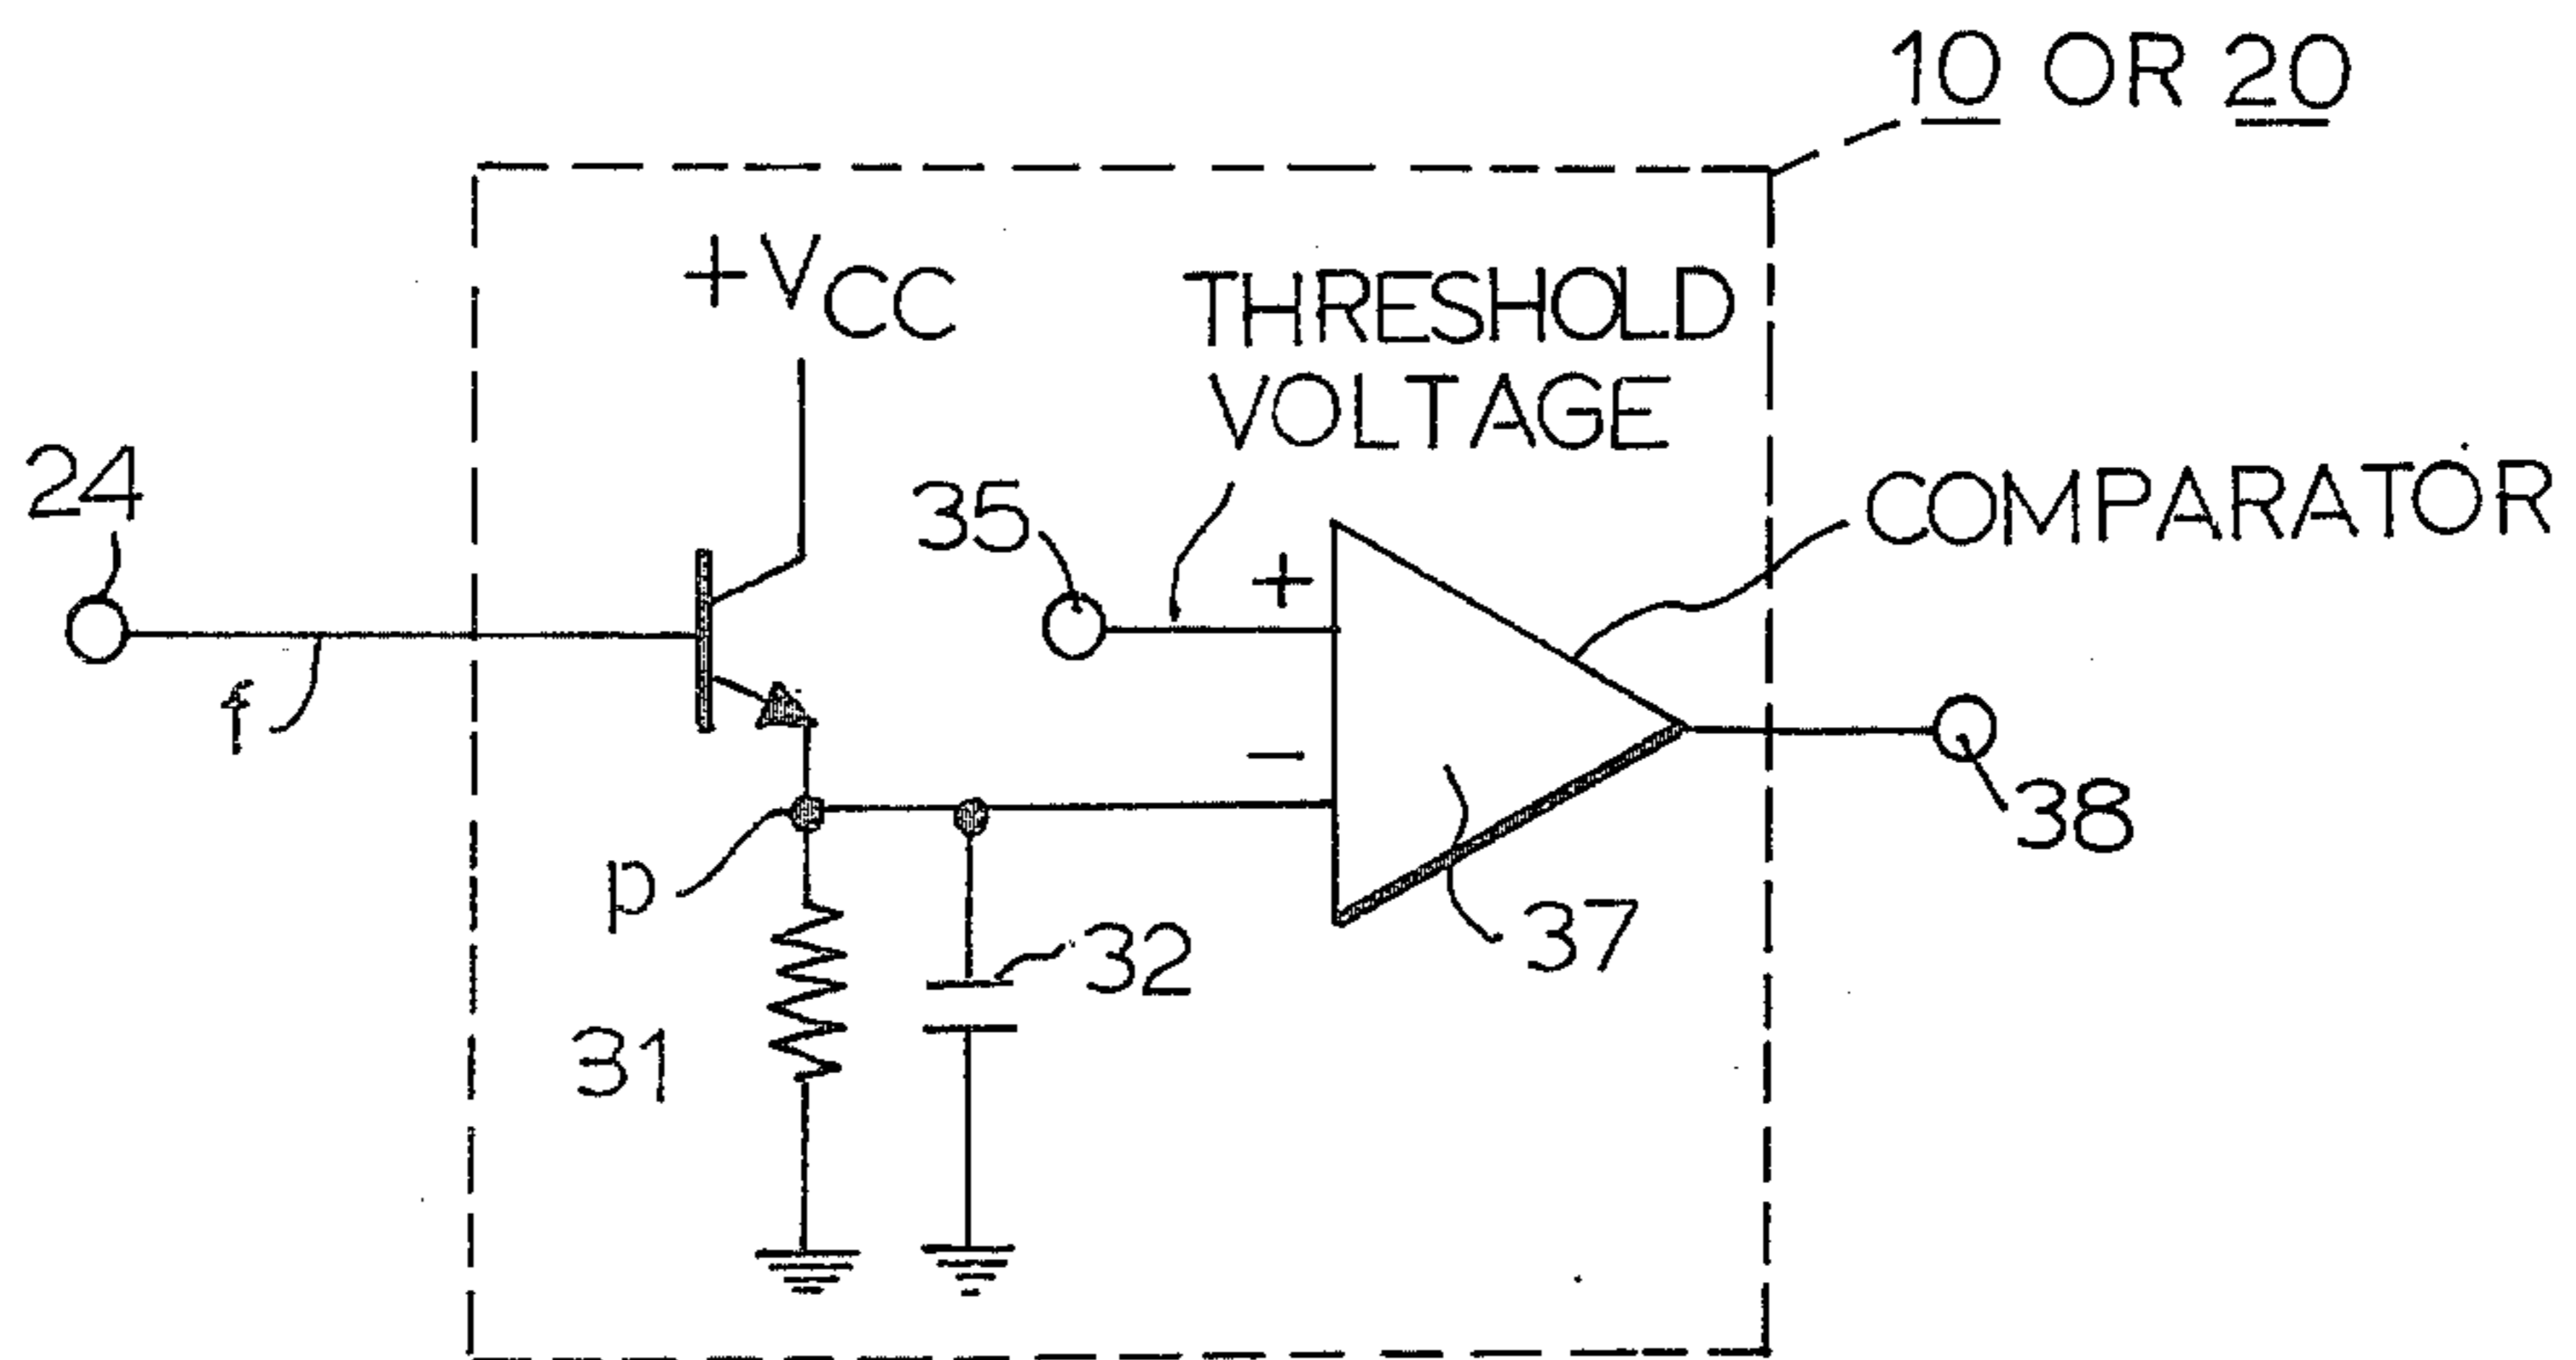 10 OR 20
+VCC
THRESHOLD
VOLTAGE
24
35
+
COMPARATOR
f
−
38
p
37
32
31